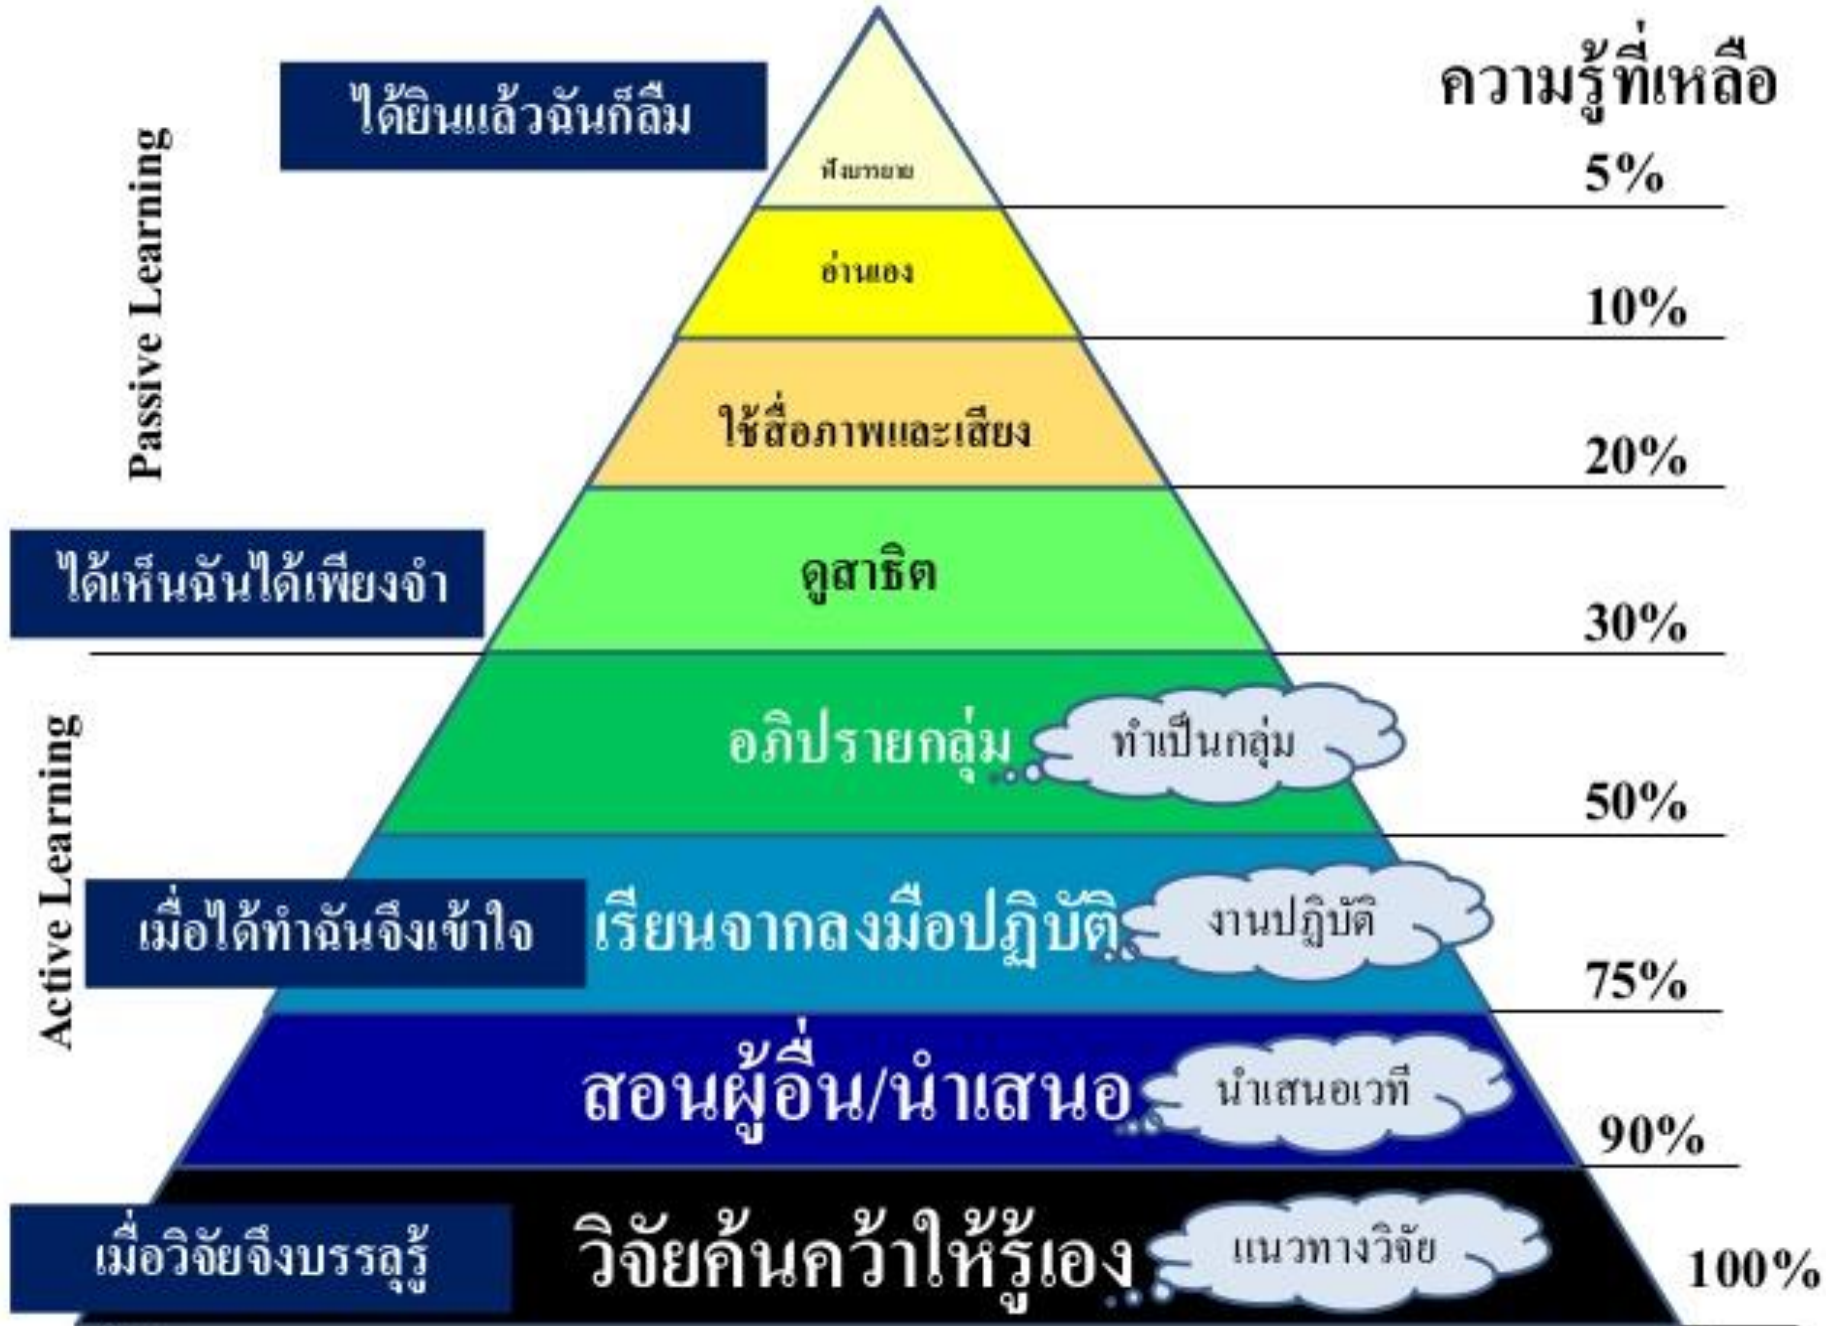 ความรู้ที่เหลือ
ได้ยินแล้วฉันก็ลืม
Passive Learning
ฟังบรรยาย
5%
อ่านเอง
10%
ใช้สื่อภาพและเสียง
20%
ได้เห็นฉันได้เพียงจำ
ดูสาธิต
30%
Active Learning
อภิปรายกลุ่ม
ทำเป็นกลุ่ม
50%
เมื่อได้ทำฉันจึงเข้าใจ
เรียนจากลงมือปฏิบัติ
งานปฏิบัติ
75%
สอนผู้อื่น/นำเสนอ
นำเสนอเวที
90%
เมื่อวิจัยจึงบรรลุรู้
วิจัยค้นคว้าให้รู้เอง
แนวทางวิจัย
100%